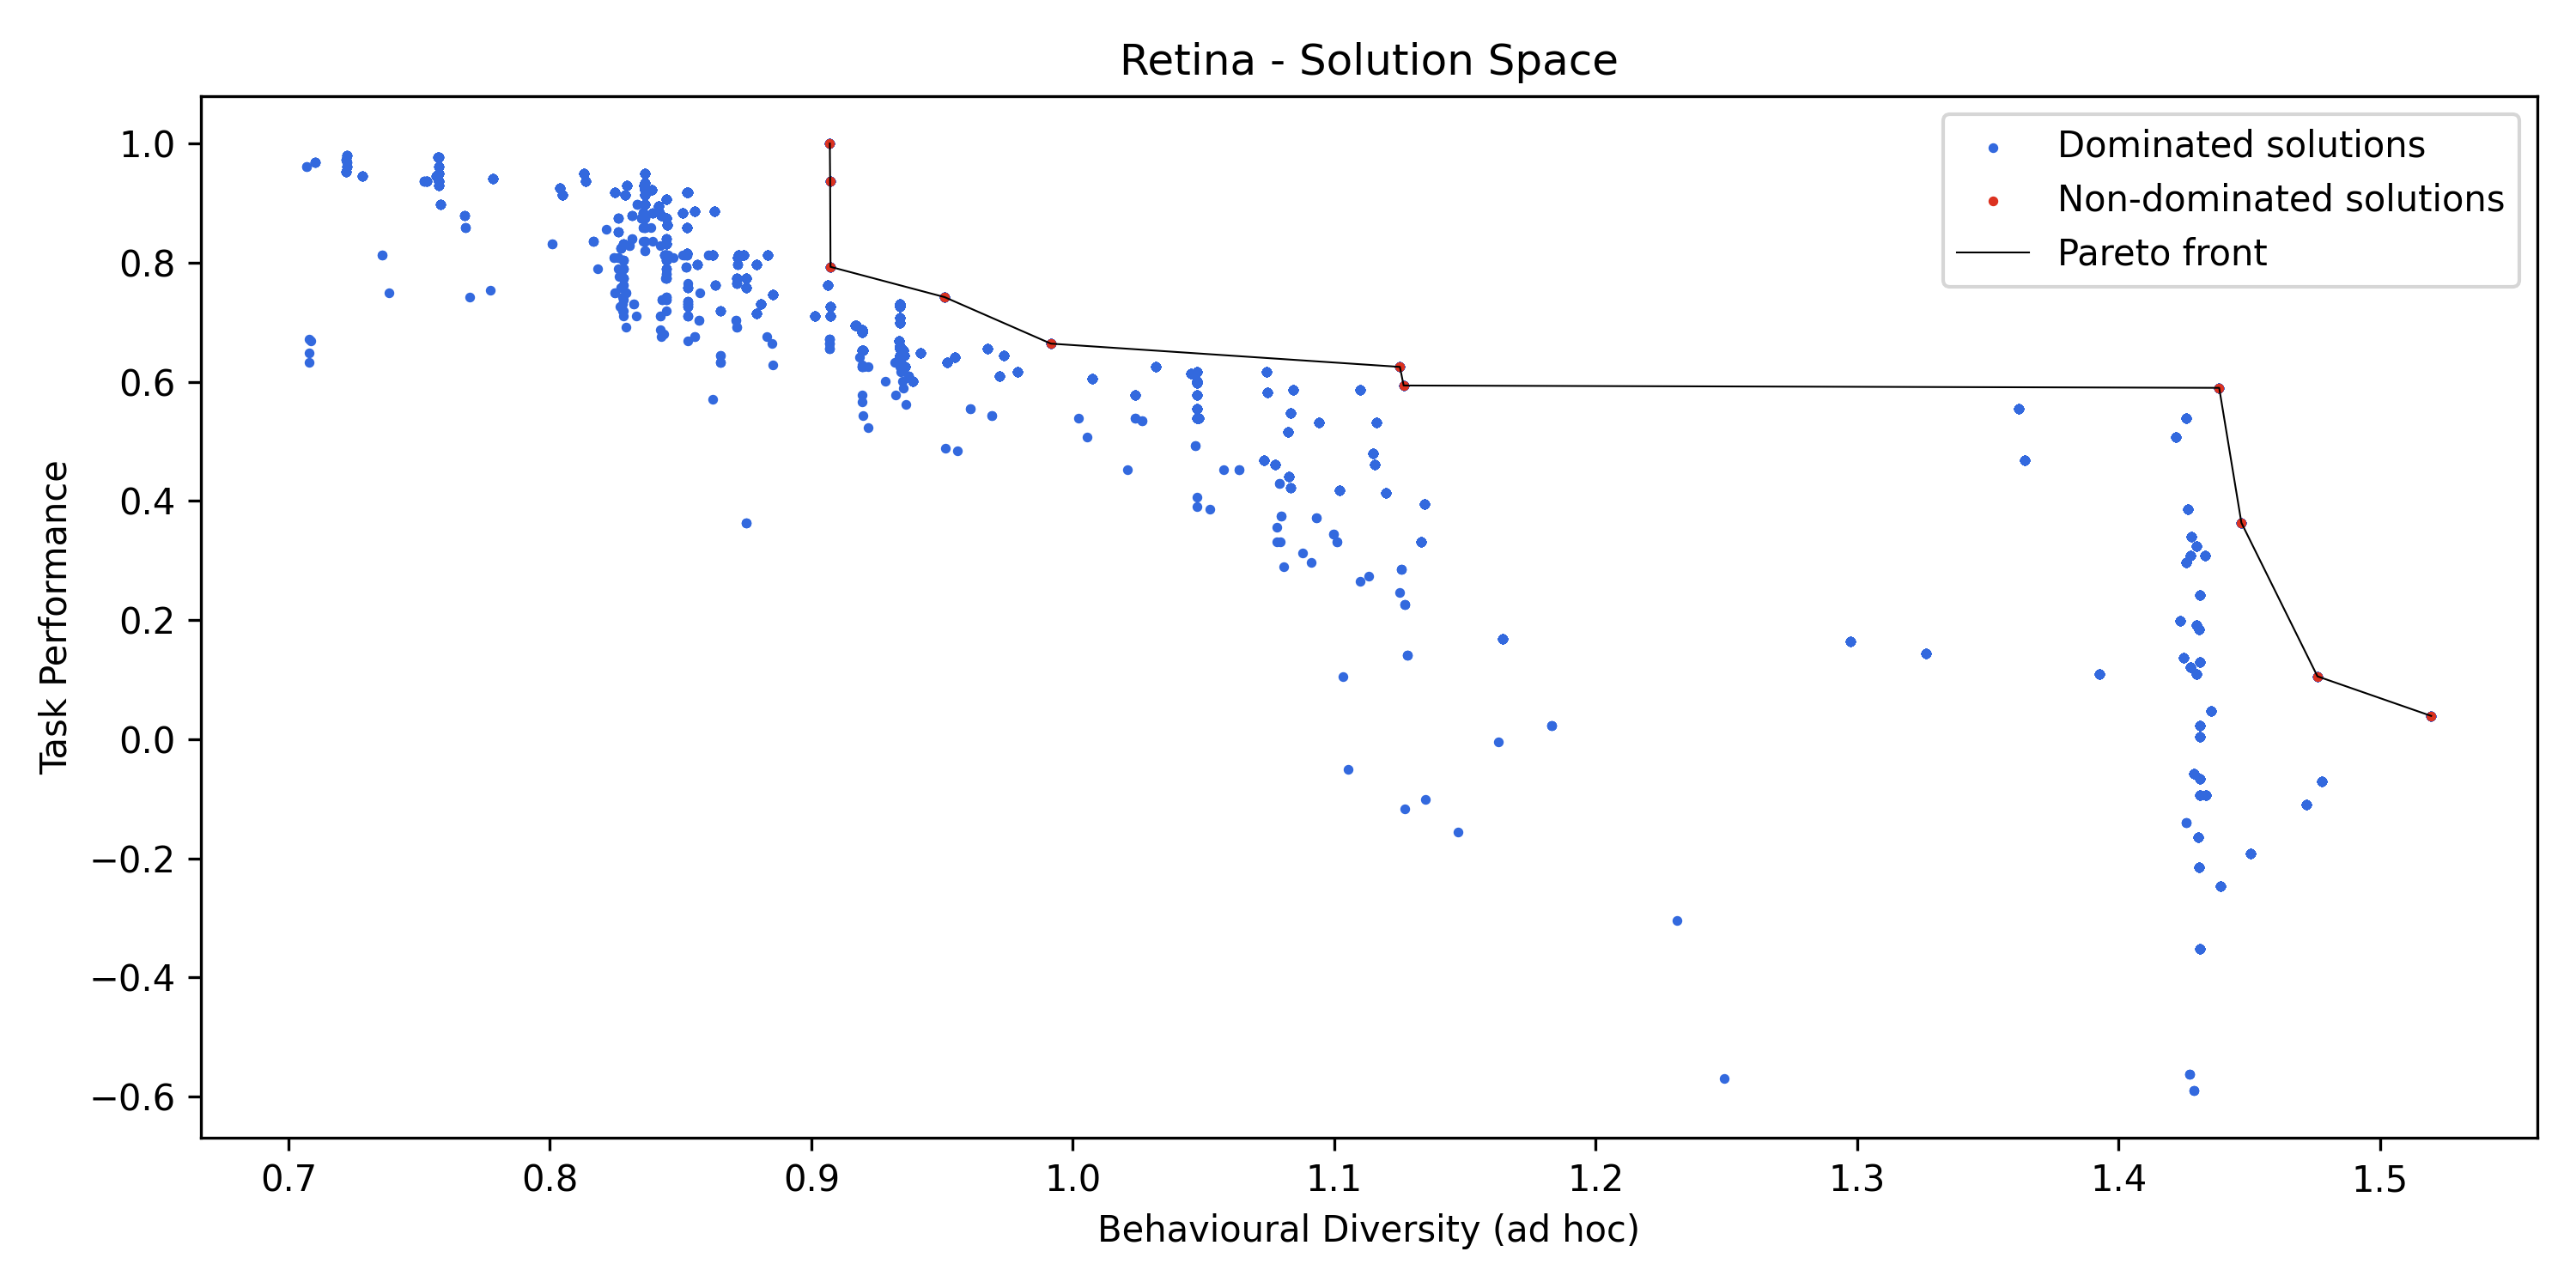 Retina - Solution Space
Dominated solutions
Non-dominated solutions
Pareto front
Task Performance
1.0
0.8
0.6
0.4
0.2
0.0
−0.2
−0.4
−0.6
0.7 0.8 0.9 1.0 1.1 1.2 1.3 1.4 1.5
Behavioural Diversity (ad hoc)